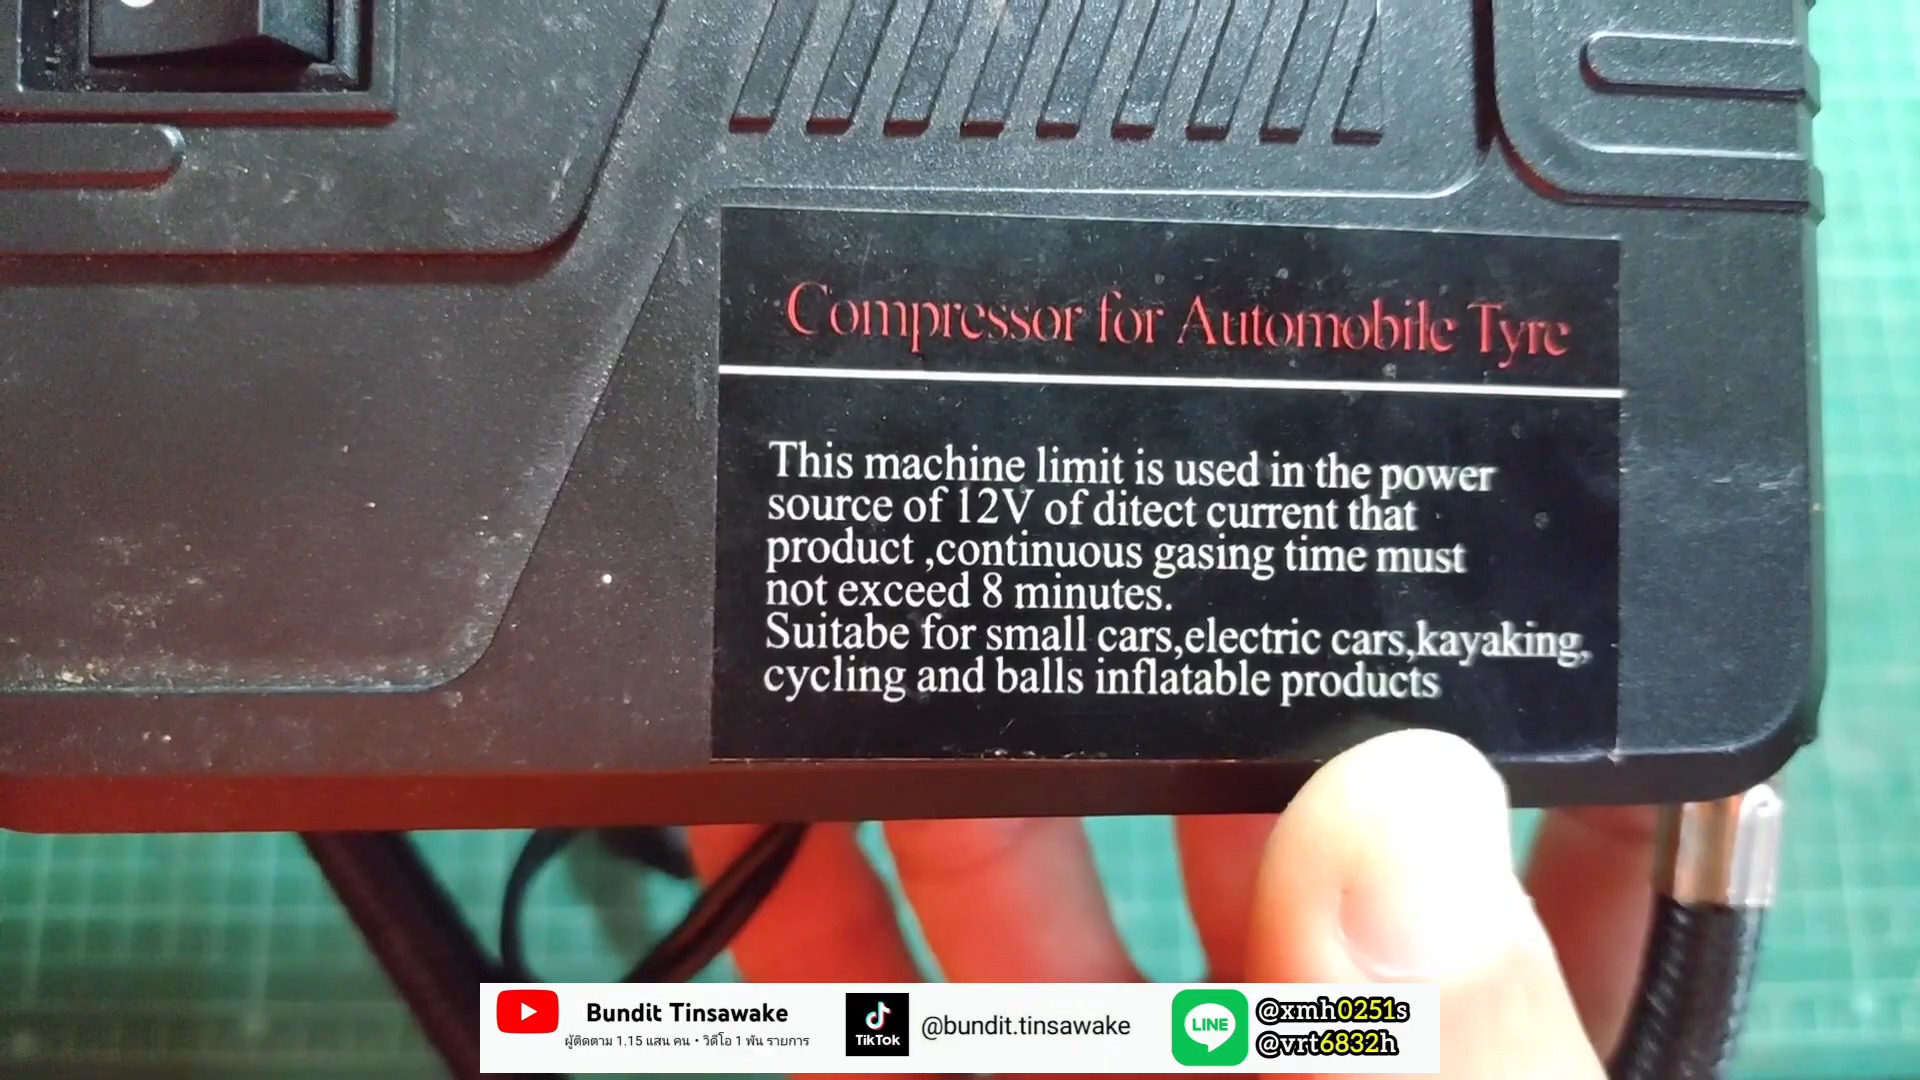 Compressor for Automobile Tyre
This machine limit is used in the power
source of 12V of ditect current that
product ,continuous gasing time must
not exceed 8 minutes.
Suitabe for small cars,electric cars,kayaking,
cycling and balls inflatable products
Bundit Tinsawake
ผู้ติดตาม 1.15 แสน คน • วิดีโอ 1 พัน รายการ
TikTok
@bundit.tinsawake
LINE
@xmh0251s
@vrt6832h